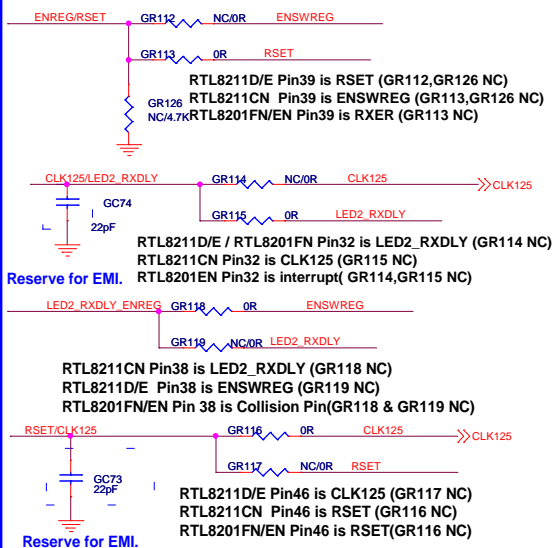 ENREG/RSET GR112 NC/0R ENSWREG
GR113 0R RSET
RTL8211D/E Pin39 is RSET (GR112,GR126 NC)
GR126 RTL8211CN Pin39 is ENSWREG (GR113,GR126 NC)
NC/4.7K RTL8201FN/EN Pin39 is RXER (GR113 NC)
CLK125/LED2_RXDLY GR114 NC/0R CLK125 CLK125
GC74 GR115 0R LED2_RXDLY
22pF
RTL8211D/E / RTL8201FN Pin32 is LED2_RXDLY (GR114 NC)
RTL8211CN Pin32 is CLK125 (GR115 NC)
Reserve for EMI. RTL8201EN Pin32 is interrupt( GR114,GR115 NC)
LED2_RXDLY_ENREG GR118 0R ENSWREG
GR119 NC/0R LED2_RXDLY
RTL8211CN Pin38 is LED2_RXDLY (GR118 NC)
RTL8211D/E Pin38 is ENSWREG (GR119 NC)
RTL8201FN/EN Pin 38 is Collision Pin(GR118 & GR119 NC)
RSET/CLK125 GR116 0R CLK125 CLK125
GR117 NC/0R RSET
GC73
22pF
RTL8211D/E Pin46 is CLK125 (GR117 NC)
RTL8211CN Pin46 is RSET (GR116 NC)
RTL8201FN/EN Pin46 is RSET(GR116 NC)
Reserve for EMI.